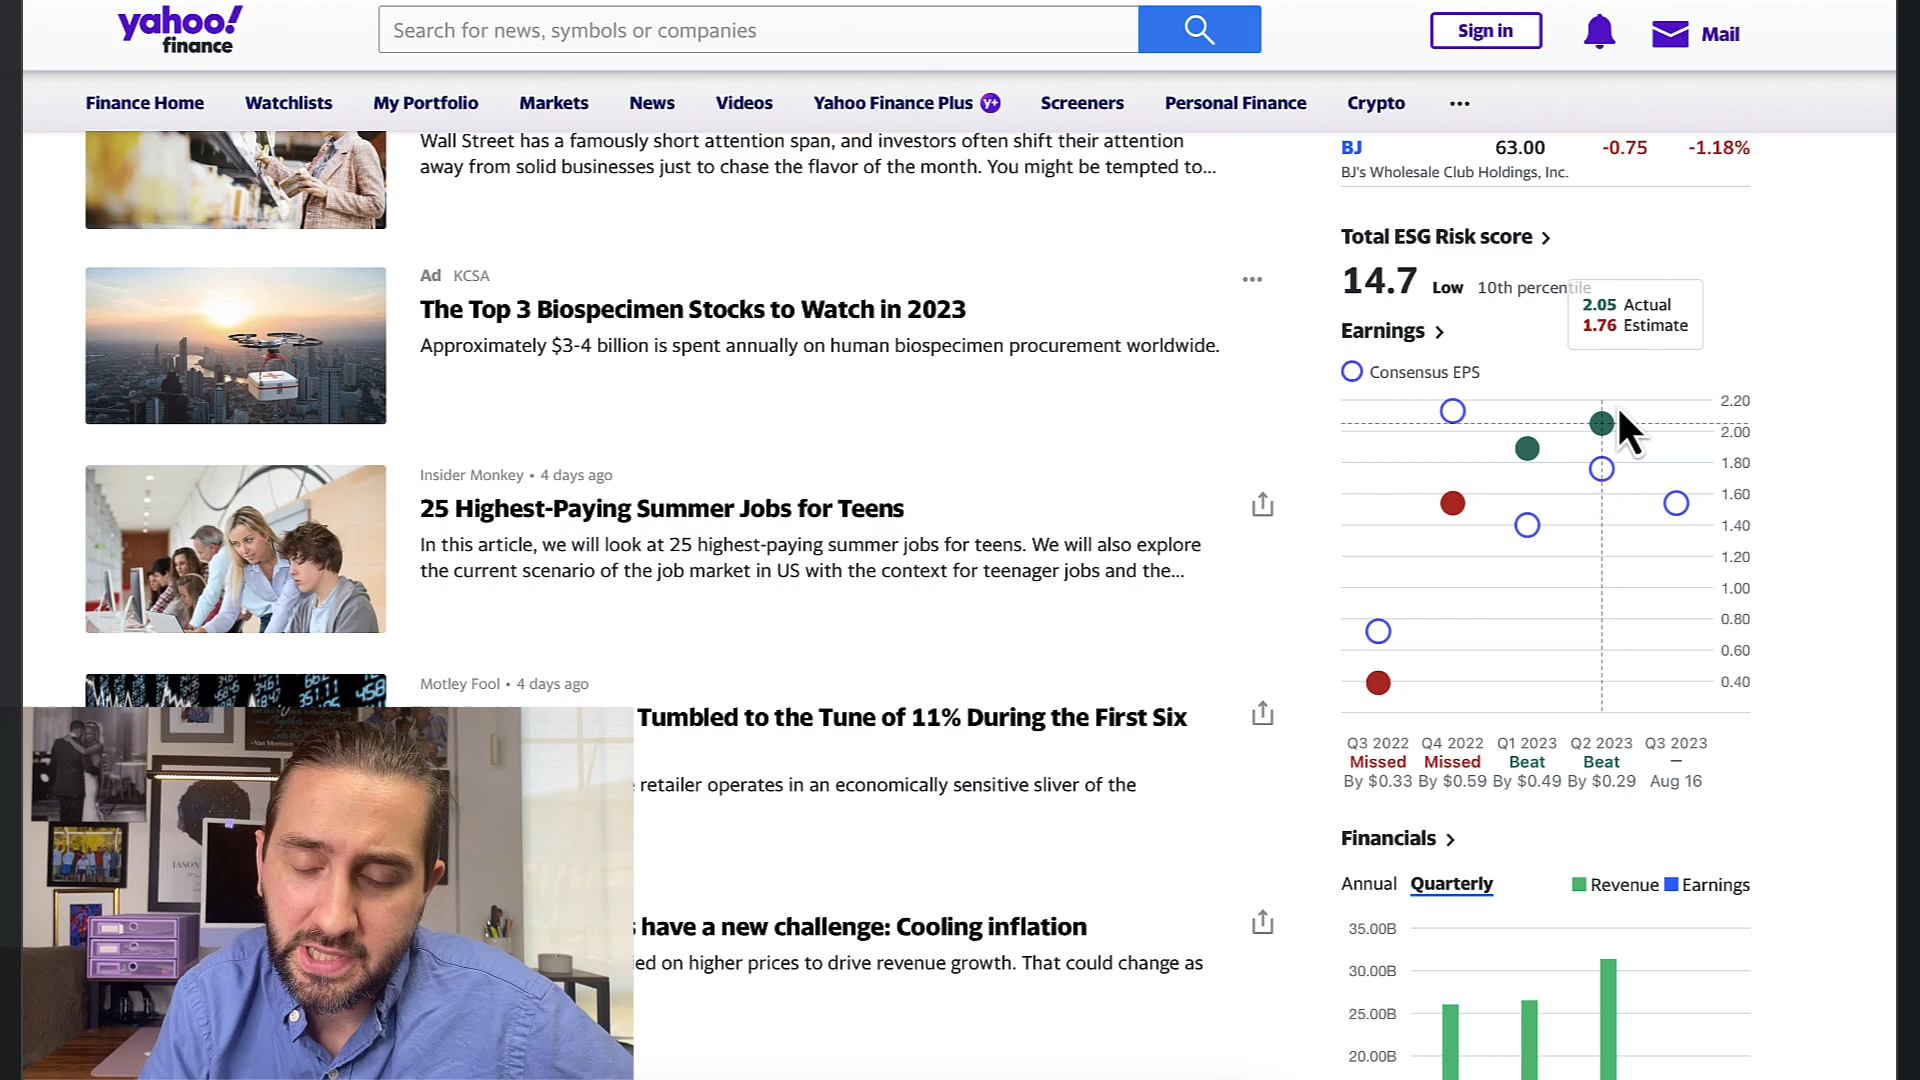 yahoo!
finance
Search for news, symbols or companies
Sign in
Mail
Finance Home
Watchlists
My Portfolio
Markets
News
Videos
Yahoo Finance Plus y+
Screeners
Personal Finance
Crypto
...
Wall Street has a famously short attention span, and investors often shift their attention
away from solid businesses just to chase the flavor of the month. You might be tempted to...
Ad KCSA
The Top 3 Biospecimen Stocks to Watch in 2023
Approximately $3-4 billion is spent annually on human biospecimen procurement worldwide.
Insider Monkey • 4 days ago
25 Highest-Paying Summer Jobs for Teens
In this article, we will look at 25 highest-paying summer jobs for teens. We will also explore
the current scenario of the job market in US with the context for teenager jobs and the...
Motley Fool • 4 days ago
Tumbled to the Tune of 11% During the First Six
retailer operates in an economically sensitive sliver of the
have a new challenge: Cooling inflation
ed on higher prices to drive revenue growth. That could change as
351.11
458
-Van Morrison
JASON
BJ 63.00 -0.75 -1.18%
BJ's Wholesale Club Holdings, Inc.
Total ESG Risk score >
14.7 Low 10th percentile
2.05 Actual
1.76 Estimate
Earnings >
Consensus EPS
2.20
2.00
1.80
1.60
1.40
1.20
1.00
0.80
0.60
0.40
Q3 2022 Q4 2022 Q1 2023 Q2 2023 Q3 2023
Missed Missed Beat Beat –
By $0.33 By $0.59 By $0.49 By $0.29 Aug 16
Financials >
Annual Quarterly Revenue Earnings
35.00B
30.00B
25.00B
20.00B